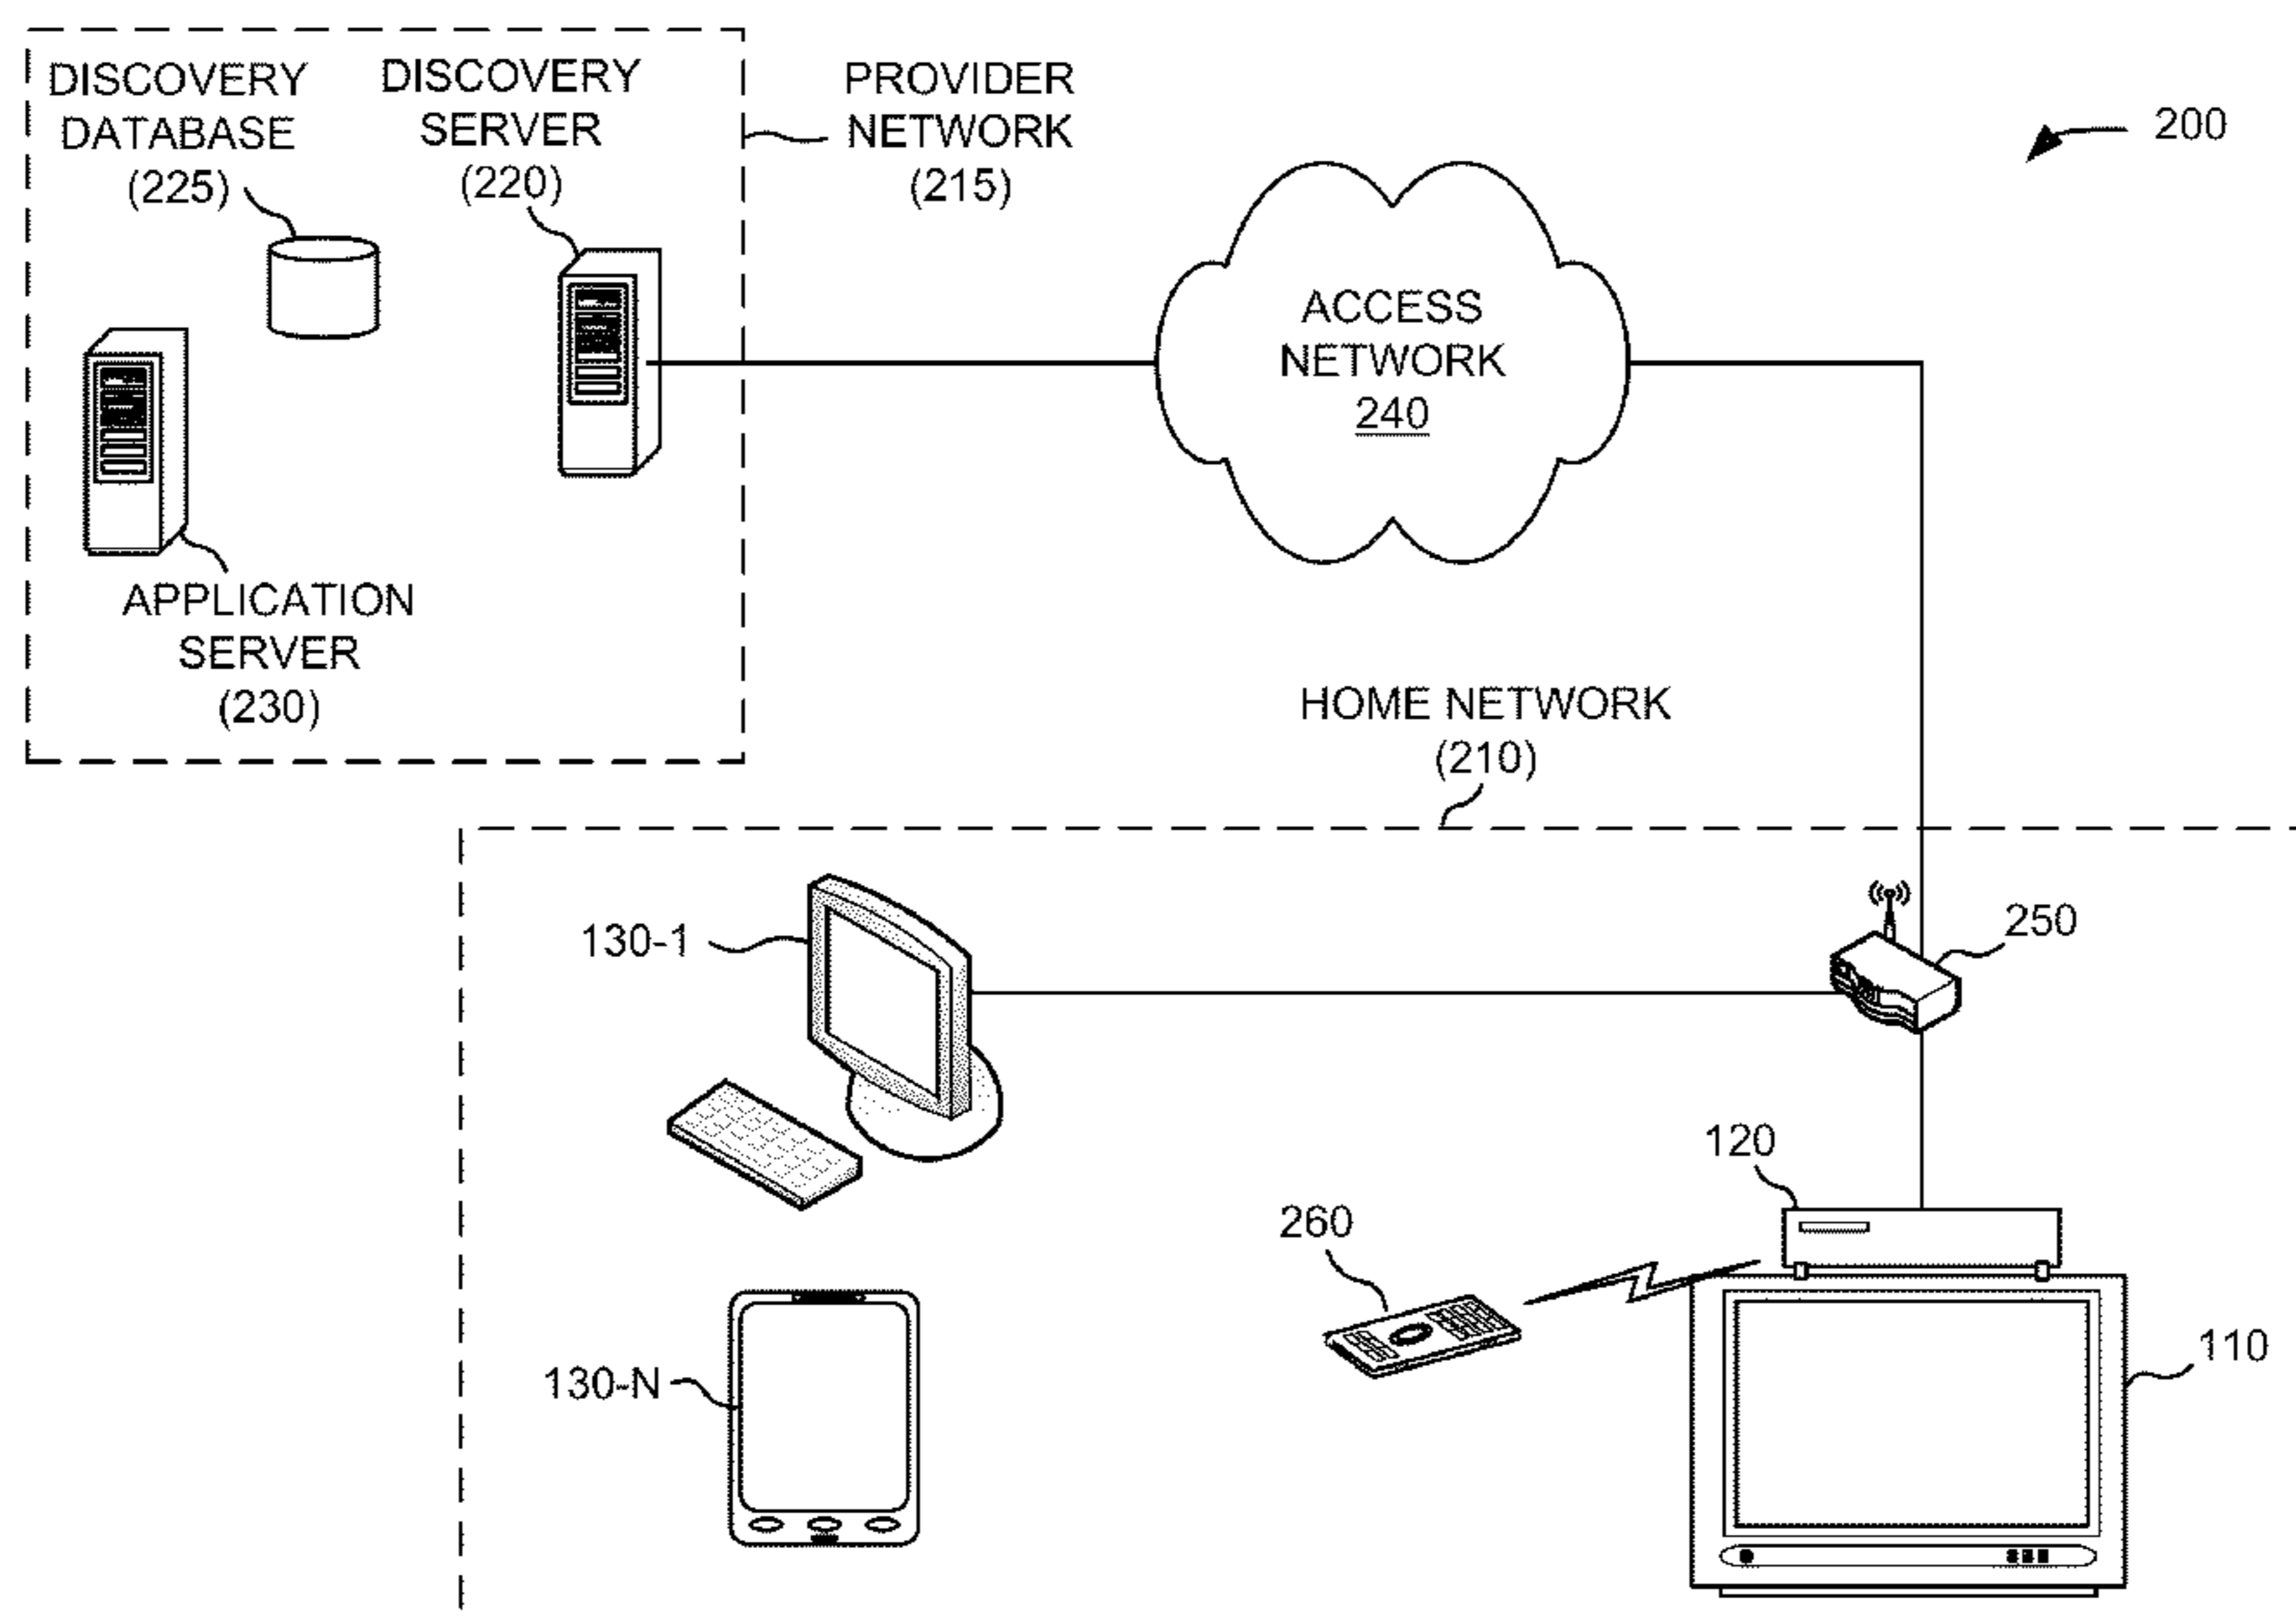 DISCOVERY
DATABASE
(225)
DISCOVERY
SERVER
(220)
PROVIDER
NETWORK
(215)
200
ACCESS
NETWORK
240
APPLICATION
SERVER
(230)
HOME NETWORK
(210)
130-1
250
120
260
110
130-N